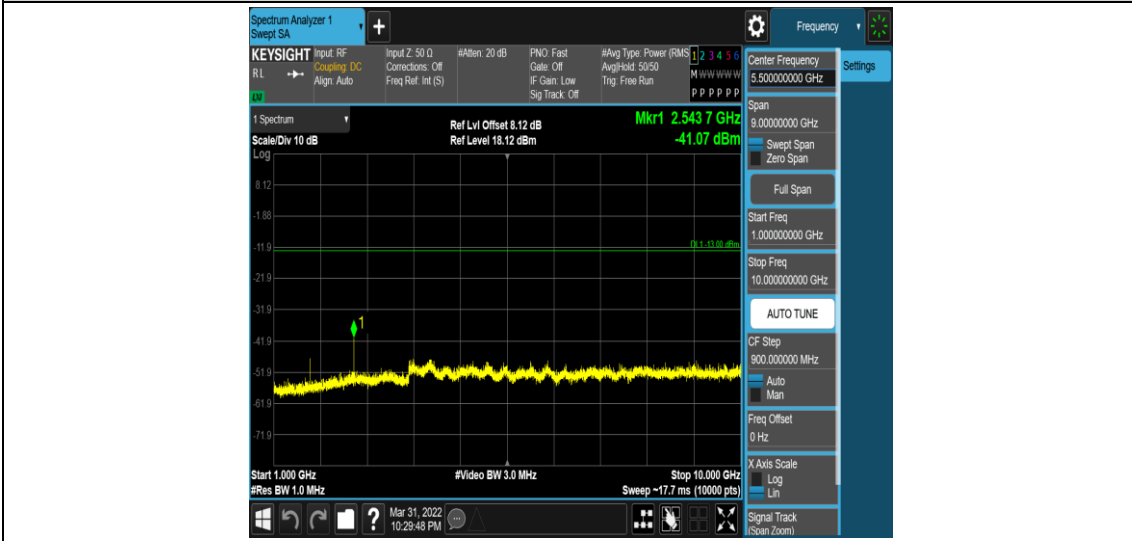 Spectrum Analyzer 1
Swept SA
+
Frequency
KEYSIGHT
RL
Input: RF
Coupling: DC
Align: Auto
Input Z: 50 Ω
Corrections: Off
Freq Ref: Int (S)
#Atten: 20 dB
PNO: Fast
Gate: Off
IF Gain: Low
Sig Track: Off
#Avg Type: Power (RMS
Avg|Hold: 50/50
Trig: Free Run
1 2 3 4 5 6
M W W W W W
P P P P P P
1 Spectrum
Scale/Div 10 dB
Log
Ref Lvl Offset 8.12 dB
Ref Level 18.12 dBm
Mkr1 2.543 7 GHz
-41.07 dBm
8.12
-1.88
-11.9
DL1 -13.00 dBm
-21.9
-31.9
1
-41.9
-51.9
-61.9
-71.9
Start 1.000 GHz
#Res BW 1.0 MHz
#Video BW 3.0 MHz
Stop 10.000 GHz
Sweep ~17.7 ms (10000 pts)
?
Mar 31, 2022
10:29:48 PM
Center Frequency
5.500000000 GHz
Settings
Span
9.00000000 GHz
Swept Span
Zero Span
Full Span
Start Freq
1.000000000 GHz
Stop Freq
10.000000000 GHz
AUTO TUNE
CF Step
900.000000 MHz
Auto
Man
Freq Offset
0 Hz
X Axis Scale
Log
Lin
Signal Track
(Span Zoom)